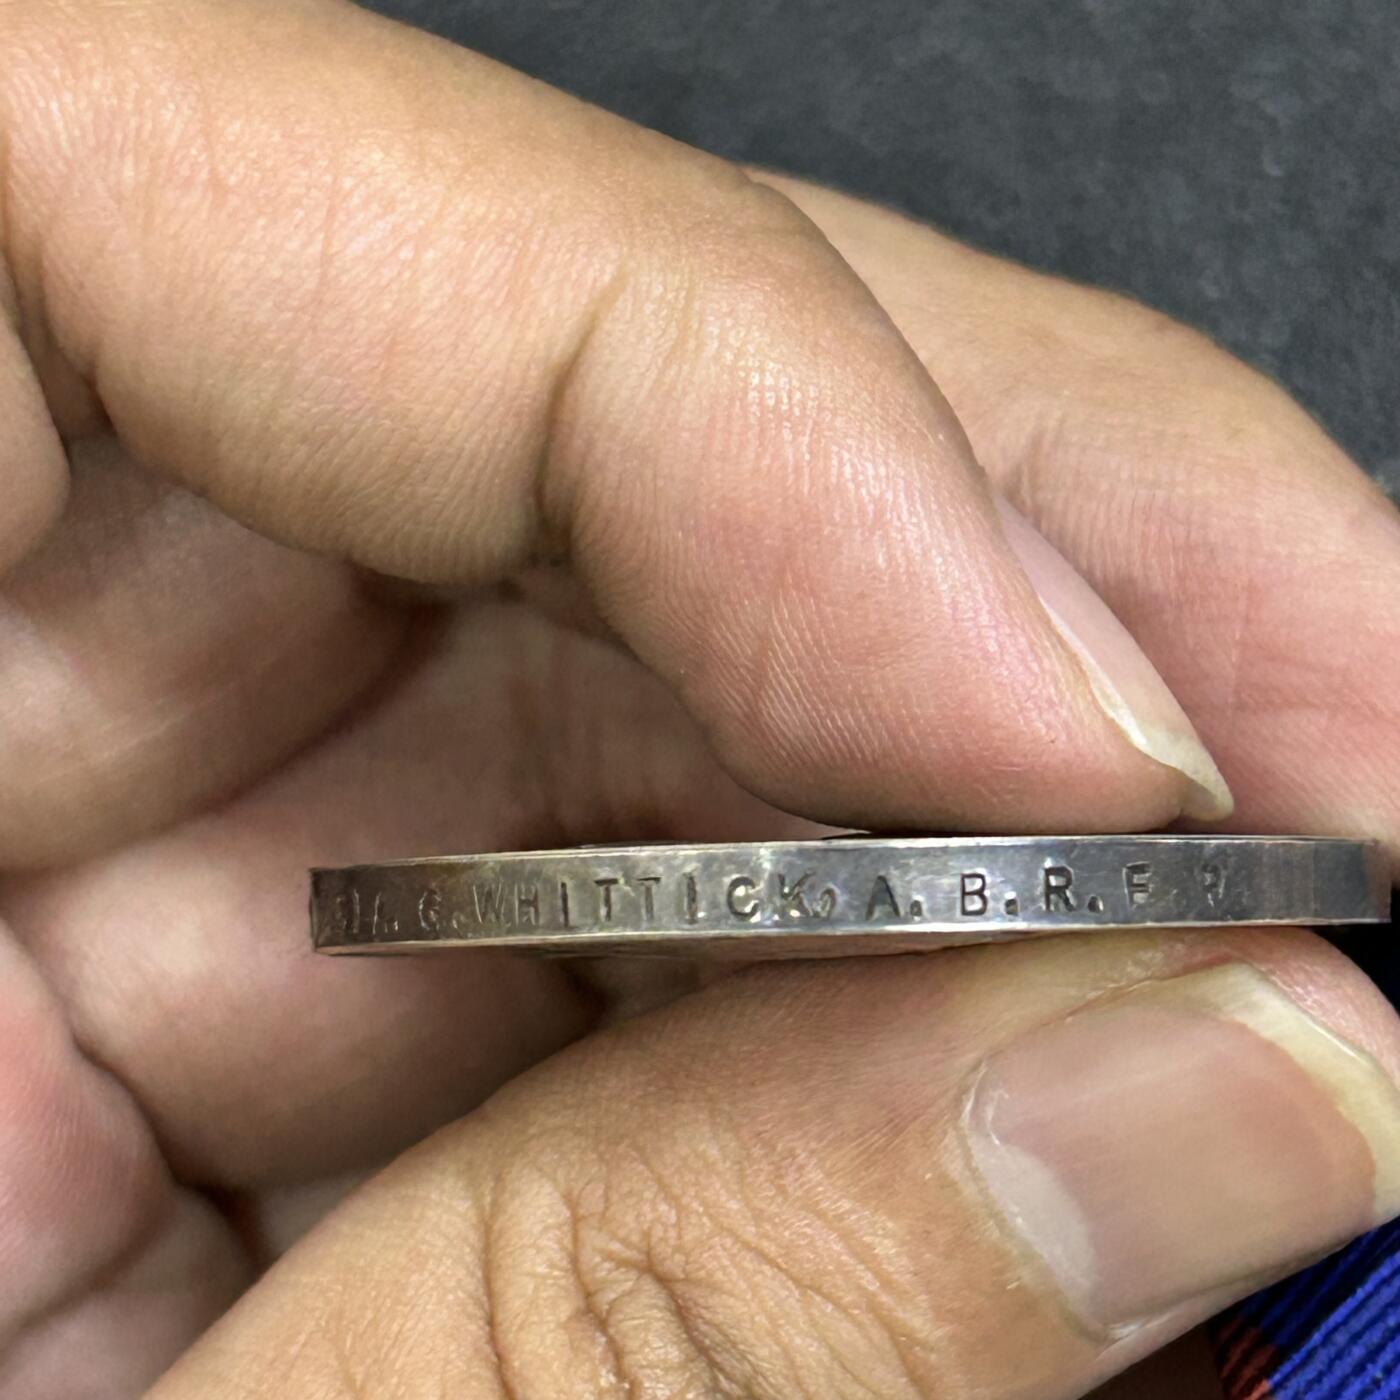 G. WHITTICK, A. B. R. F.